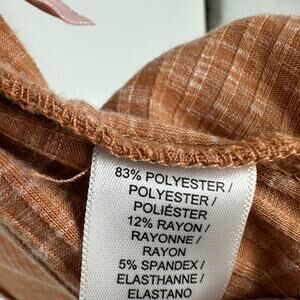 83% POLYESTER /
POLYESTER /
POLIÉSTER
12% RAYON /
RAYONNE /
RAYON
5% SPANDEX /
ELASTHANNE /
ELASTANO